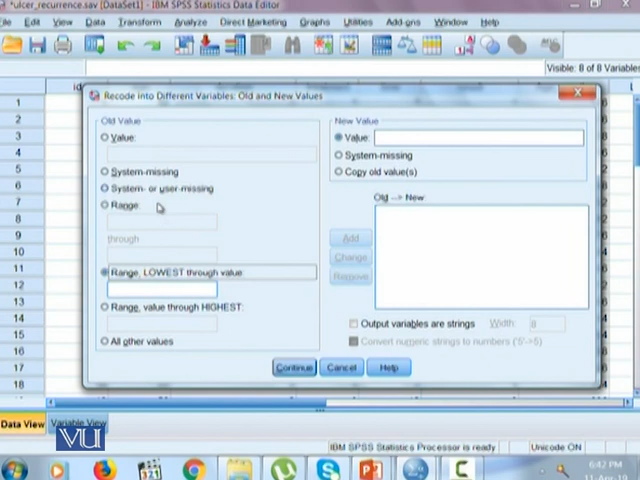 *ulcer_recurrence.sav [DataSet1] - IBM SPSS Statistics Data Editor
File Edit View Data Transform Analyze Direct Marketing Graphs Utilities Add-ons Window Help
Visible: 8 of 8 Variables
id
1
2
3
4
5
6
7
8
9
10
11
12
13
14
15
16
17
18
Recode into Different Variables: Old and New Values
Old Value
Value:
System-missing
System- or user-missing
Range:
through
Range, LOWEST through value:
Range, value through HIGHEST:
All other values
New Value
Value:
System-missing
Copy old value(s)
Old --> New:
Add
Change
Remove
Output variables are strings Width: 8
Convert numeric strings to numbers ('5'->5)
Continue Cancel Help
Data View Variable View
VU
IBM SPSS Statistics Processor is ready Unicode ON
321
6:42 PM
11-Apr-19